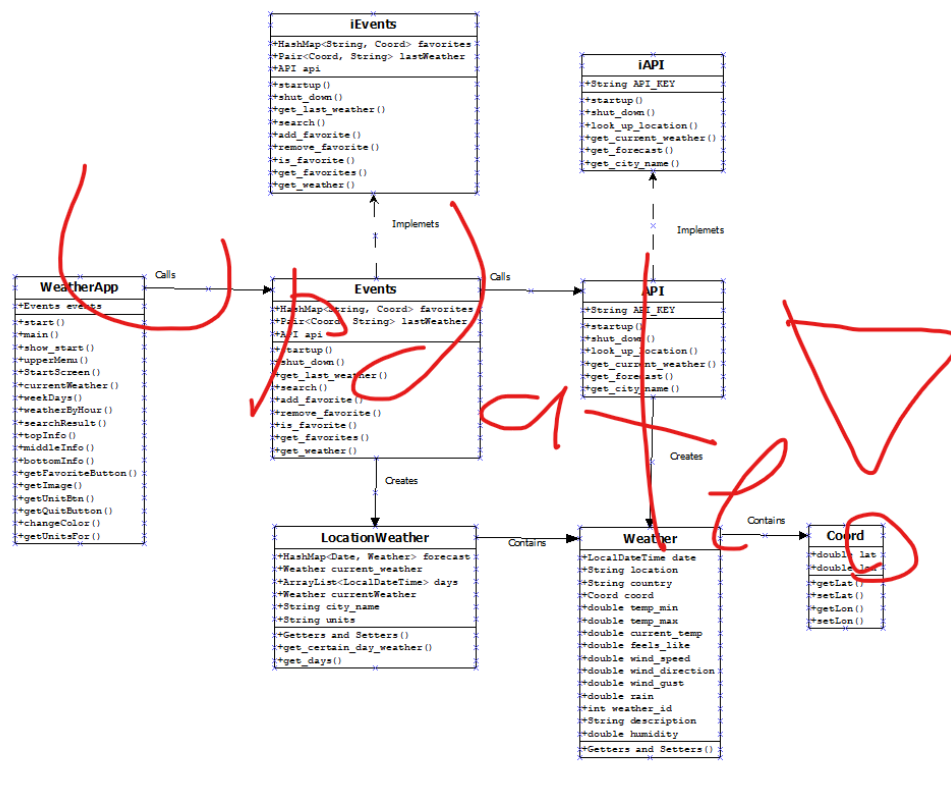 iEvents
+HashMap<String, Coord> favorites
+Pair<Coord, String> lastWeather
+API api
+startup()
+shut_down()
+get_last_weather()
+search()
+add_favorite()
+remove_favorite()
+is_favorite()
+get_favorites()
+get_weather()
iAPI
+String API_KEY
+startup()
+shut_down()
+look_up_location()
+get_current_weather()
+get_forecast()
+get_city_name()
Implemets
Implemets
Update
WeatherApp
+Events events
+start()
+main()
+show_start()
+upperMenu()
+StartScreen()
+currentWeather()
+weekDays()
+weatherByHour()
+searchResult()
+topInfo()
+middleInfo()
+bottomInfo()
+getFavoriteButton()
+getImage()
+getUnitBtn()
+getQuitButton()
+changeColor()
+getUnitsFor()
Calls
Events
+HashMap<String, Coord> favorites
+Pair<Coord, String> lastWeather
+API api
+startup()
+shut_down()
+get_last_weather()
+search()
+add_favorite()
+remove_favorite()
+is_favorite()
+get_favorites()
+get_weather()
Calls
API
+String API_KEY
+startup()
+shut_down()
+look_up_location()
+get_current_weather()
+get_forecast()
+get_city_name()
Creates
Creates
LocationWeather
+HashMap<Date, Weather> forecast
+Weather current_weather
+ArrayList<LocalDateTime> days
+Weather currentWeather
+String city_name
+String units
+Getters and Setters()
+get_certain_day_weather()
+get_days()
Contains
Weather
+LocalDateTime date
+String location
+String country
+Coord coord
+double temp_min
+double temp_max
+double current_temp
+double feels_like
+double wind_speed
+double wind_direction
+double wind_gust
+double rain
+int weather_id
+String description
+double humidity
+Getters and Setters()
Contains
Coord
+double lat
+double lon
+getLat()
+setLat()
+getLon()
+setLon()